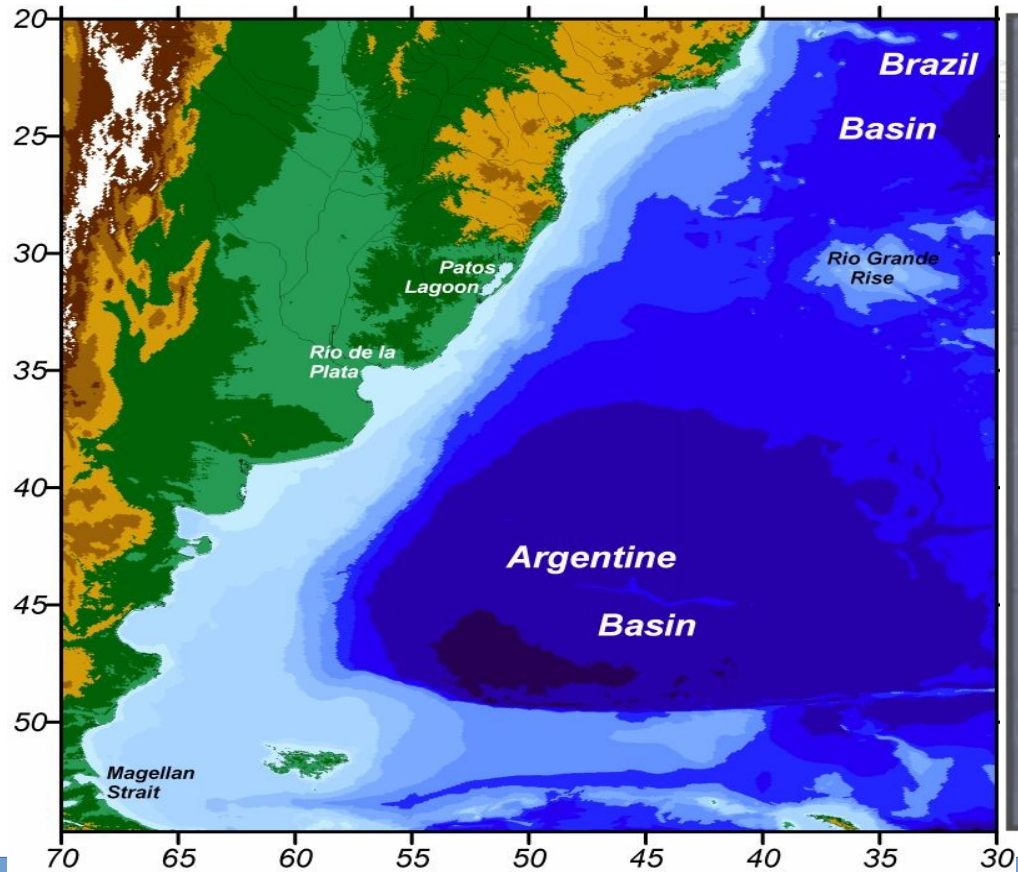 20
Brazil
Basin
25
30
Rio Grande
Rise
Patos
Lagoon
Rio de la
Plata
35
40
Argentine
Basin
45
50
Magellan
Strait
70 65 60 55 50 45 40 35 30